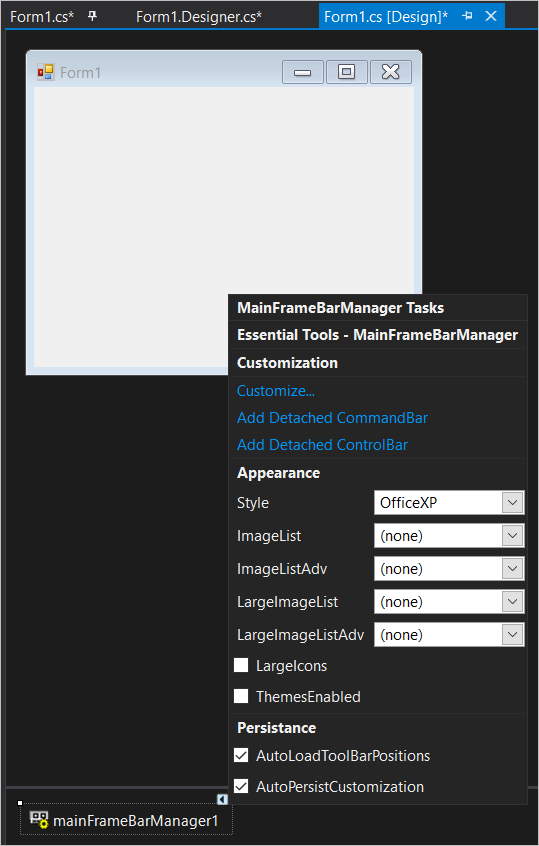 Form1.cs* Form1.Designer.cs* Form1.cs [Design]*
Form1
MainFrameBarManager Tasks
Essential Tools - MainFrameBarManager
Customization
Customize...
Add Detached CommandBar
Add Detached ControlBar
Appearance
Style OfficeXP
ImageList (none)
ImageListAdv (none)
LargeImageList (none)
LargeImageListAdv (none)
LargeIcons
ThemesEnabled
Persistance
AutoLoadToolBarPositions
AutoPersistCustomization
mainFrameBarManager1